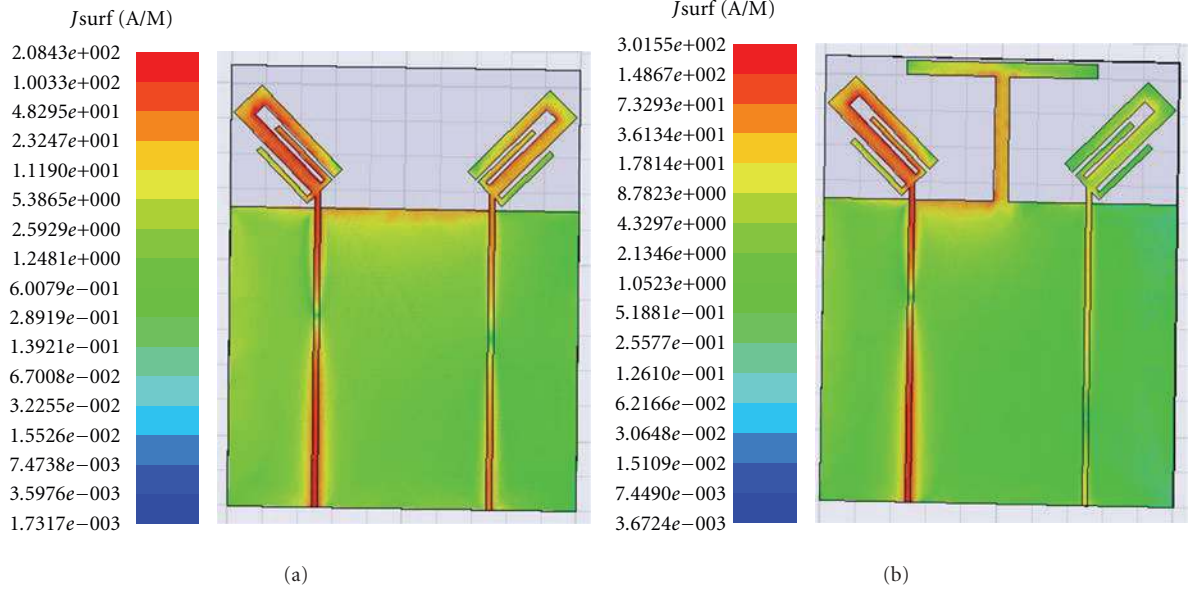 Jsurf (A/M)
2.0843e+002
1.0033e+002
4.8295e+001
2.3247e+001
1.1190e+001
5.3865e+000
2.5929e+000
1.2481e+000
6.0079e−001
2.8919e−001
1.3921e−001
6.7008e−002
3.2255e−002
1.5526e−002
7.4738e−003
3.5976e−003
1.7317e−003
(a)
Jsurf (A/M)
3.0155e+002
1.4867e+002
7.3293e+001
3.6134e+001
1.7814e+001
8.7823e+000
4.3297e+000
2.1346e+000
1.0523e+000
5.1881e−001
2.5577e−001
1.2610e−001
6.2166e−002
3.0648e−002
1.5109e−002
7.4490e−003
3.6724e−003
(b)